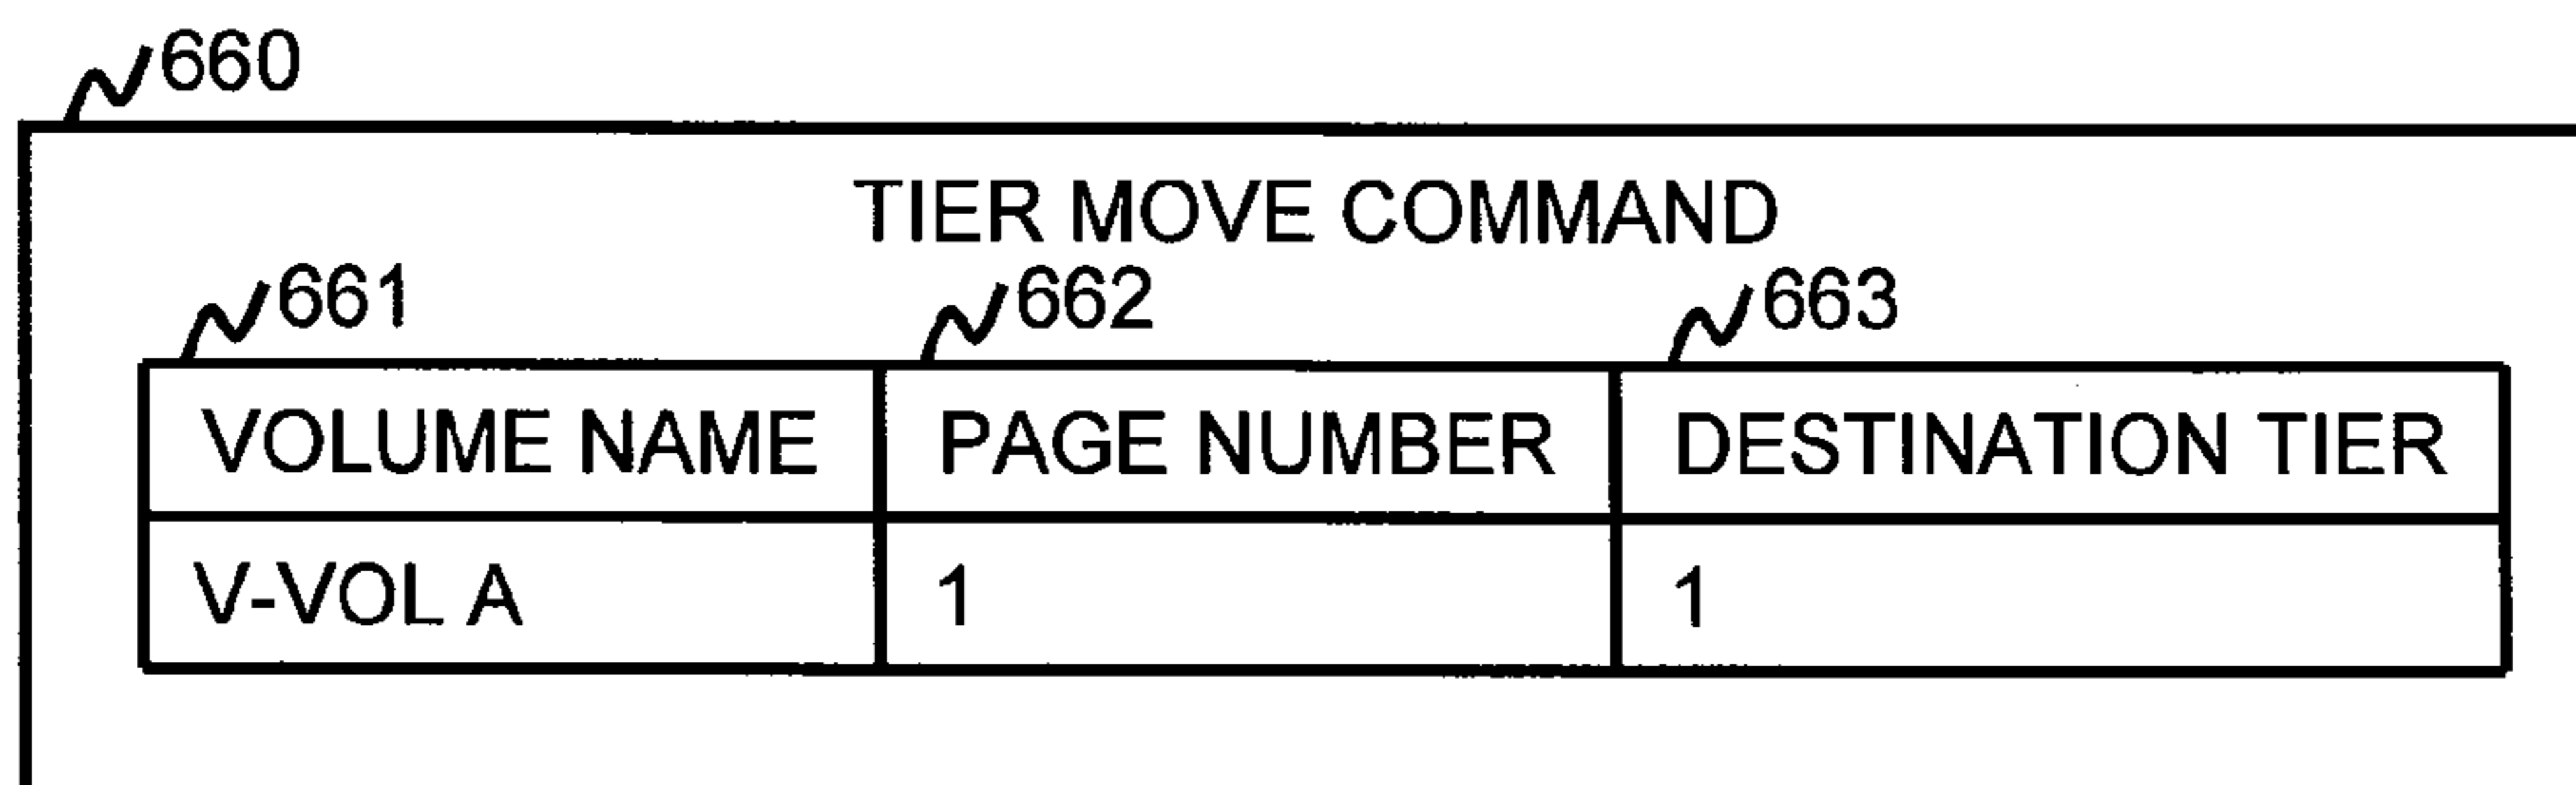 660
TIER MOVE COMMAND
661 662 663
VOLUME NAME PAGE NUMBER DESTINATION TIER
V-VOL A 1 1